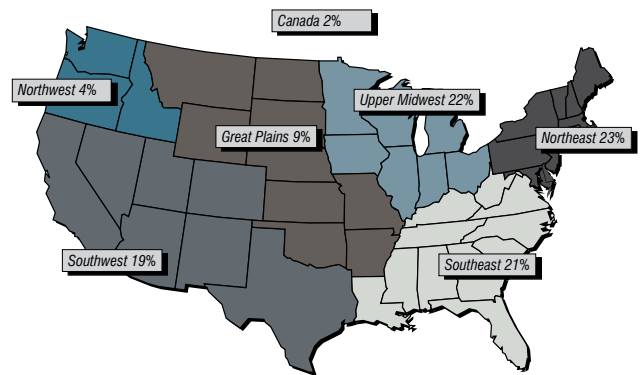 Canada 2%
Northwest 4%
Upper Midwest 22%
Great Plains 9%
Northeast 23%
Southwest 19%
Southeast 21%